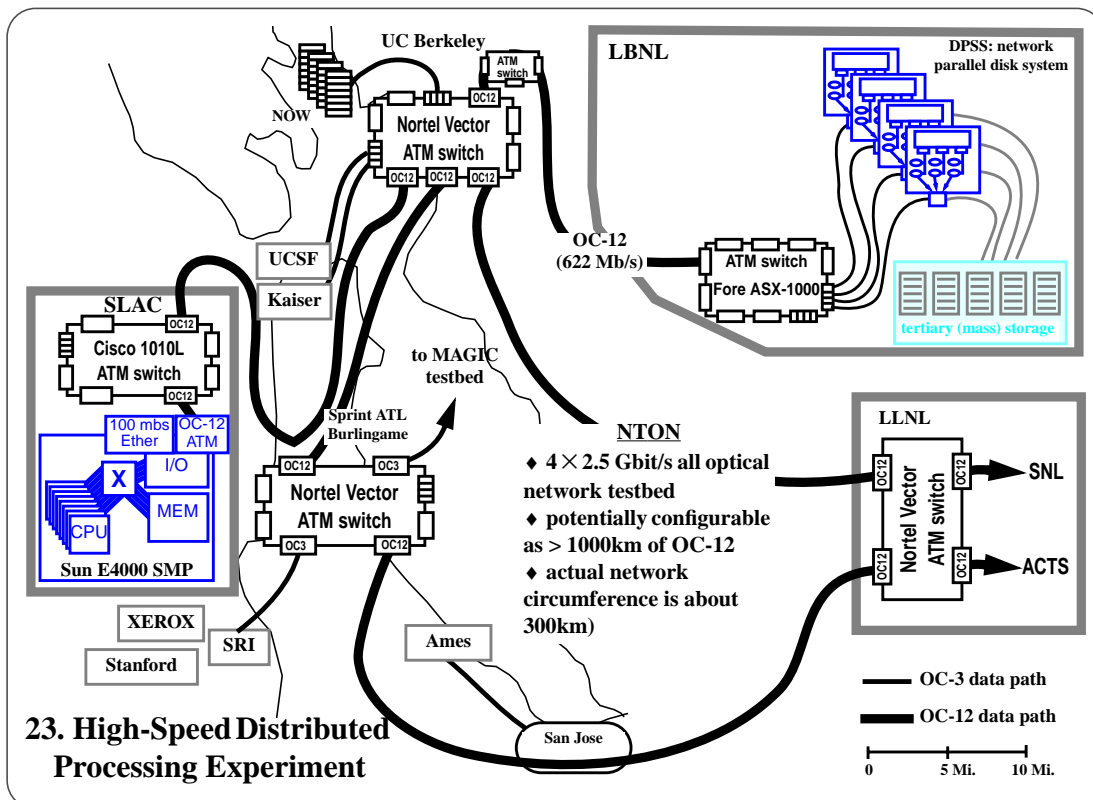 UC Berkeley
ATM
switch
NOW
OC12
Nortel Vector
ATM switch
OC12
OC12
OC12
UCSF
Kaiser
LBNL
DPSS: network
parallel disk system
OC-12
(622 Mb/s)
ATM switch
Fore ASX-1000
tertiary (mass) storage
SLAC
OC12
Cisco 1010L
ATM switch
OC12
100 mbs
Ether
OC-12
ATM
I/O
X
MEM
CPU
Sun E4000 SMP
to MAGIC
testbed
Sprint ATL
Burlingame
OC12
OC3
Nortel Vector
ATM switch
OC3
OC12
XEROX
SRI
Stanford
Ames
San Jose
NTON
♦ 4 × 2.5 Gbit/s all optical
network testbed
♦ potentially configurable
as > 1000km of OC-12
♦ actual network
circumference is about
300km)
LLNL
OC12
OC12
Nortel Vector
ATM switch
OC12
OC12
SNL
ACTS
OC-3 data path
OC-12 data path
0 5 Mi. 10 Mi.
23. High-Speed Distributed
Processing Experiment